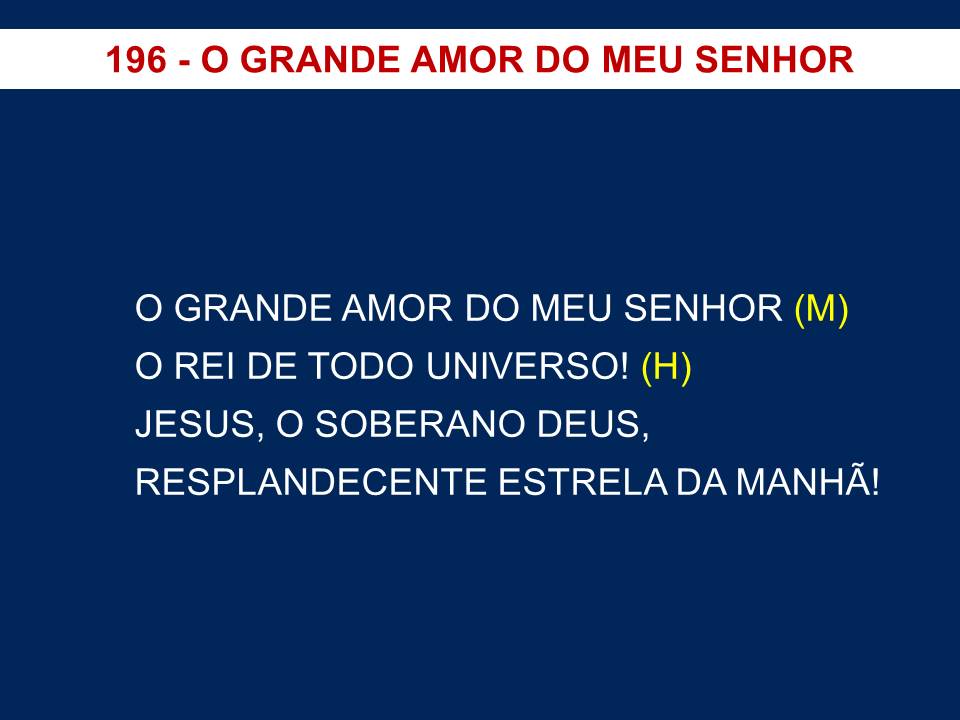 196 - O GRANDE AMOR DO MEU SENHOR
O GRANDE AMOR DO MEU SENHOR (M)
O REI DE TODO UNIVERSO! (H)
JESUS, O SOBERANO DEUS,
RESPLANDECENTE ESTRELA DA MANHÃ!